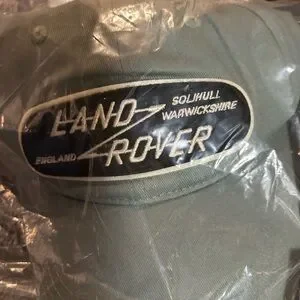 LAND
SOLIHULL
WARWICKSHIRE
ENGLAND
ROVER